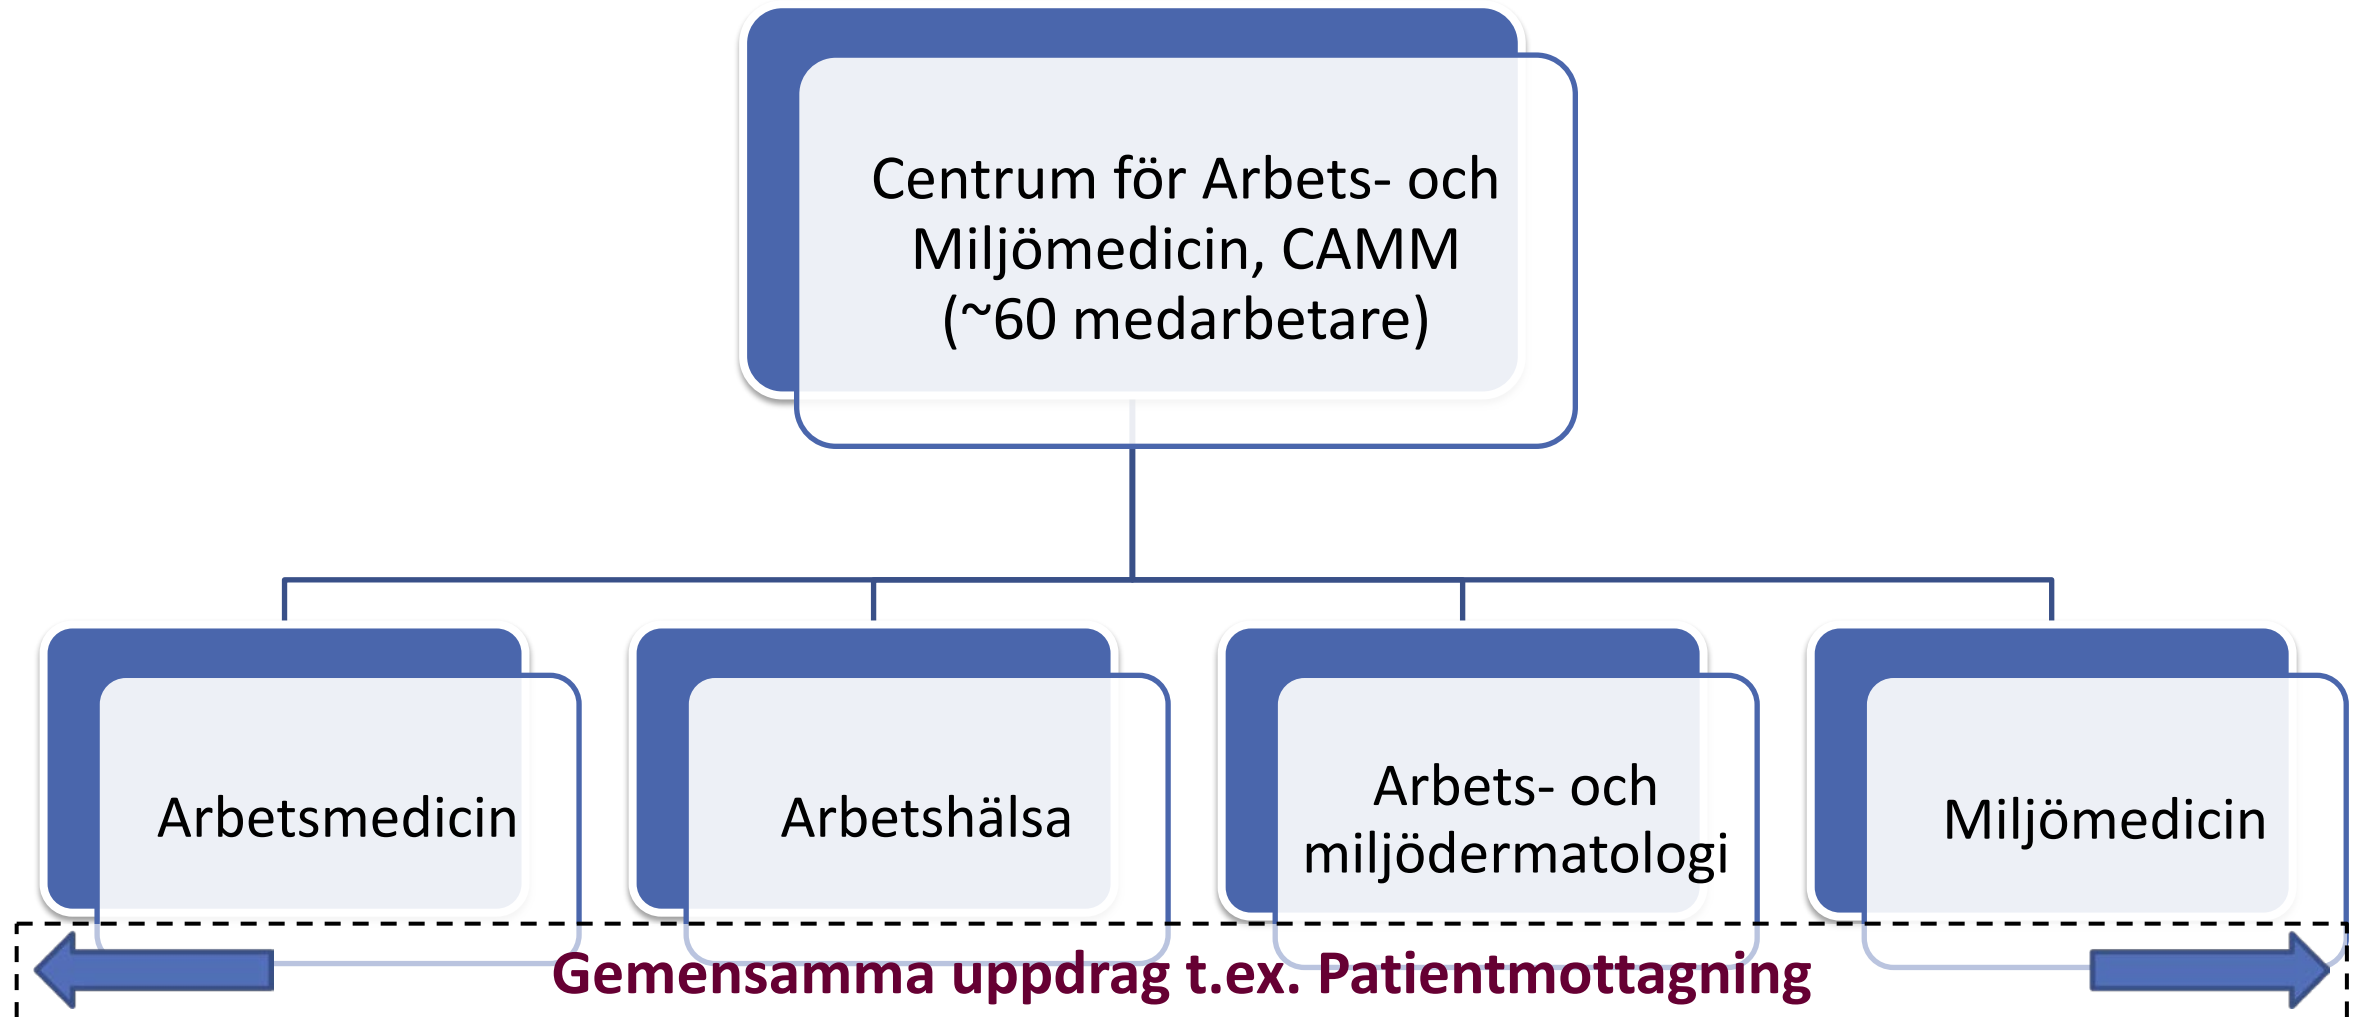 Centrum för Arbets- och
Miljömedicin, CAMM
(~60 medarbetare)
Arbetsmedicin
Arbetshälsa
Arbets- och
miljödermatologi
Miljömedicin
Gemensamma uppdrag t.ex. Patientmottagning